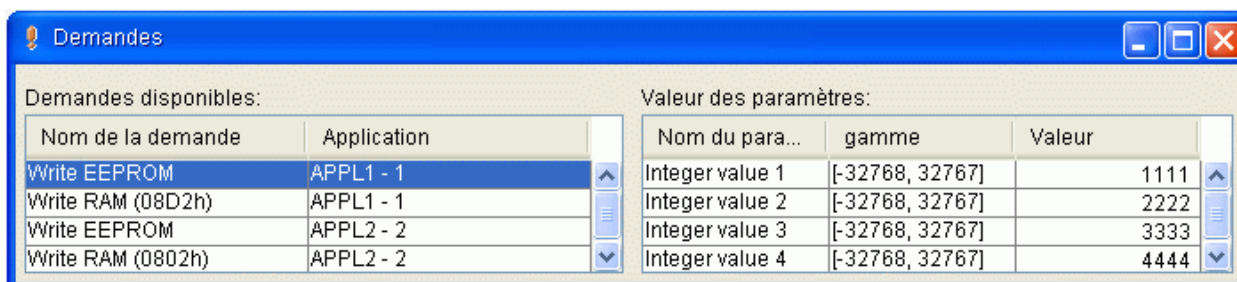 Demandes
Demandes disponibles: Valeur des paramètres:
Nom de la demande Application Nom du para... gamme Valeur
Write EEPROM APPL1 - 1 Integer value 1 [-32768, 32767] 1111
Write RAM (08D2h) APPL1 - 1 Integer value 2 [-32768, 32767] 2222
Write EEPROM APPL2 - 2 Integer value 3 [-32768, 32767] 3333
Write RAM (0802h) APPL2 - 2 Integer value 4 [-32768, 32767] 4444